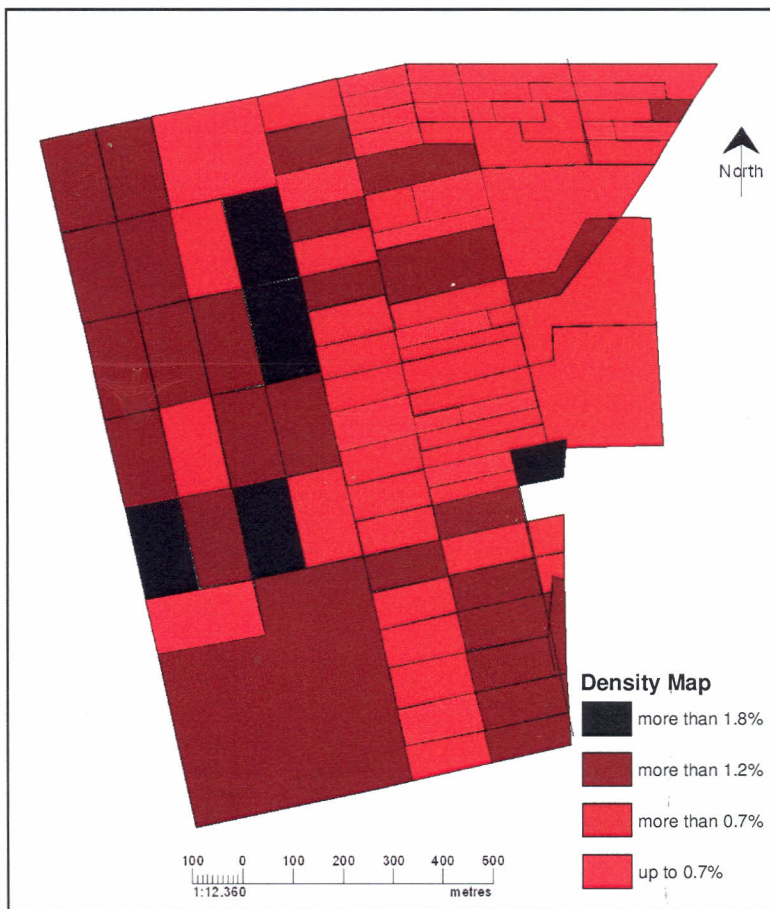 North
Density Map
more than 1.8%
more than 1.2%
more than 0.7%
up to 0.7%
100 0 100 200 300 400 500
1:12.360 metres